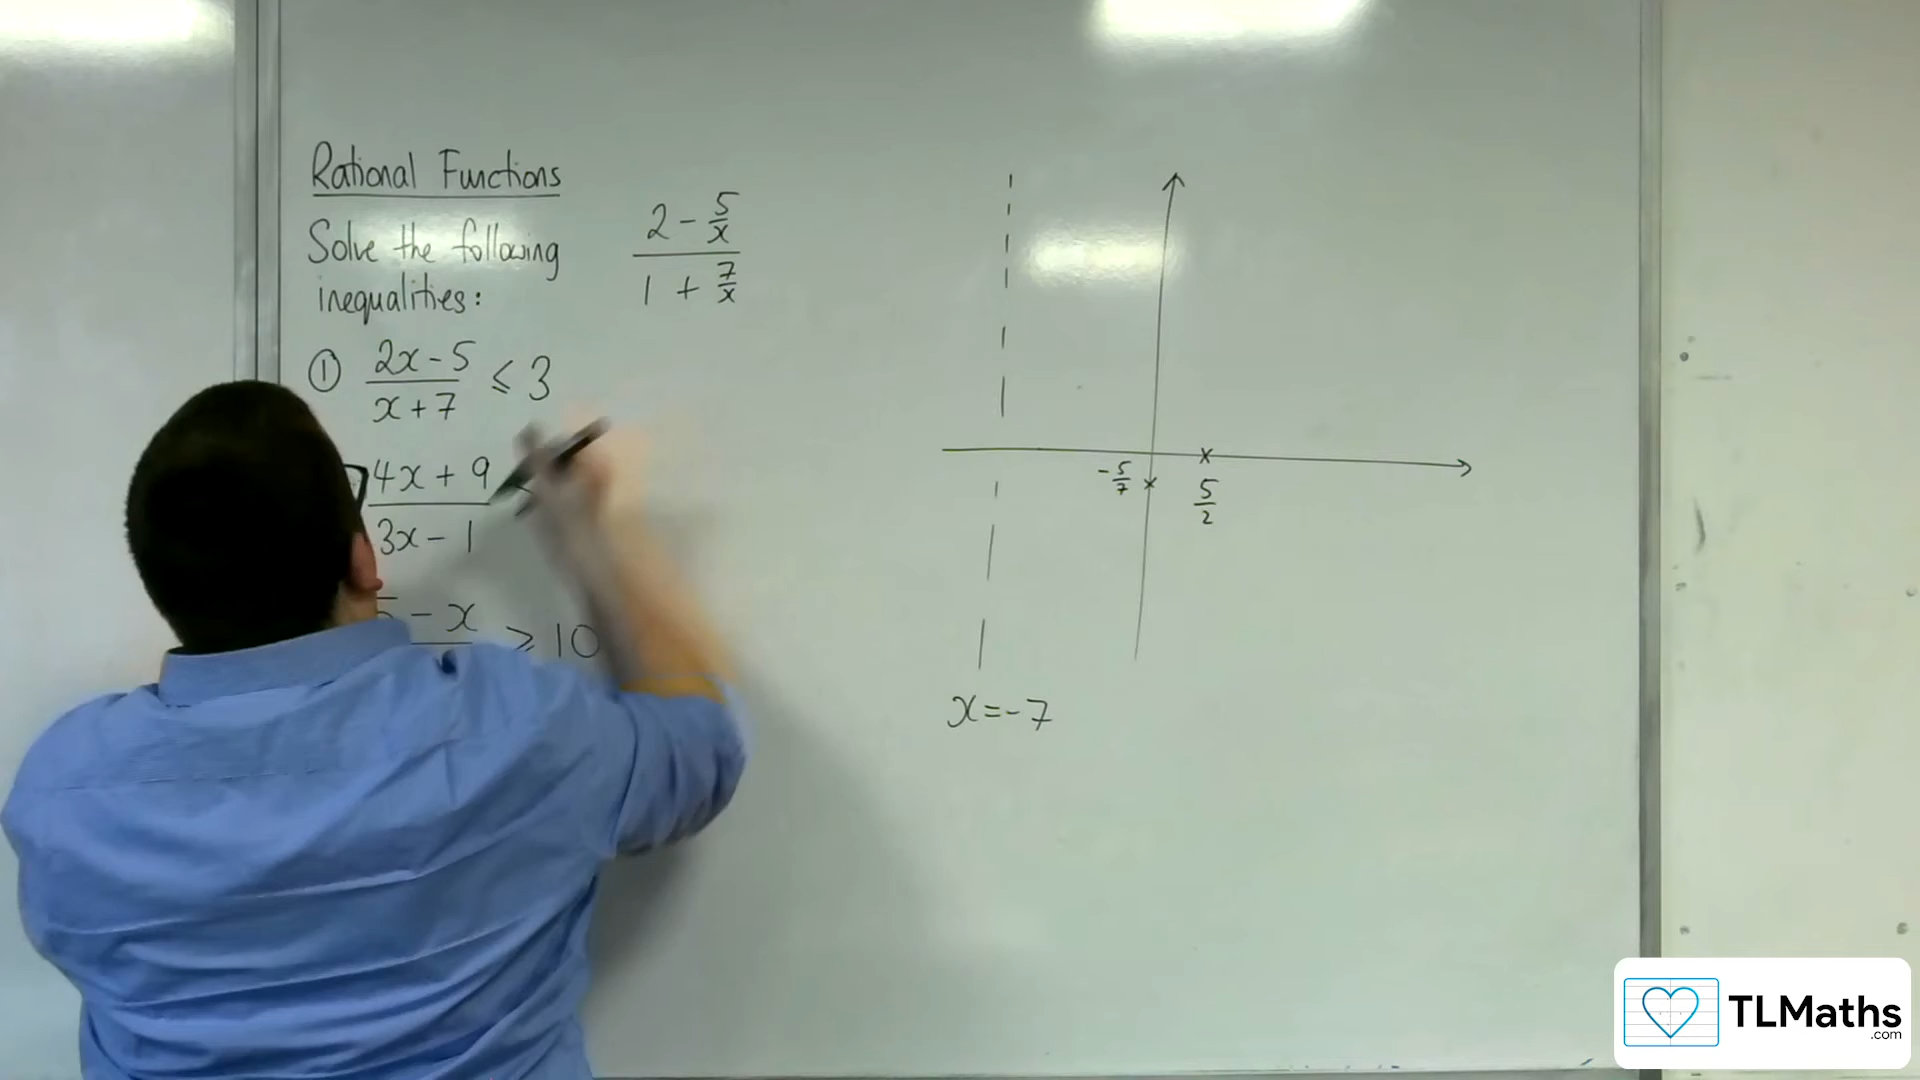 Rational Functions
Solve the following
inequalities:
① (2x - 5)/(x + 7) ⩽ 3
(2 - 5/x)/(1 + 7/x)
(4x + 9)/(3x - 1)
- x
⩾ 10
-5/7
5/2
x = -7
TLMaths
.com